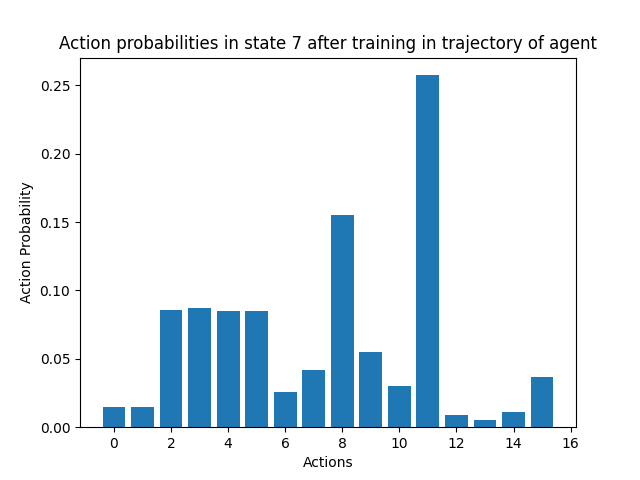 Action probabilities in state 7 after training in trajectory of agent
0.25
0.20
0.15
0.10
0.05
0.00
Action Probability
0 2 4 6 8 10 12 14 16
Actions